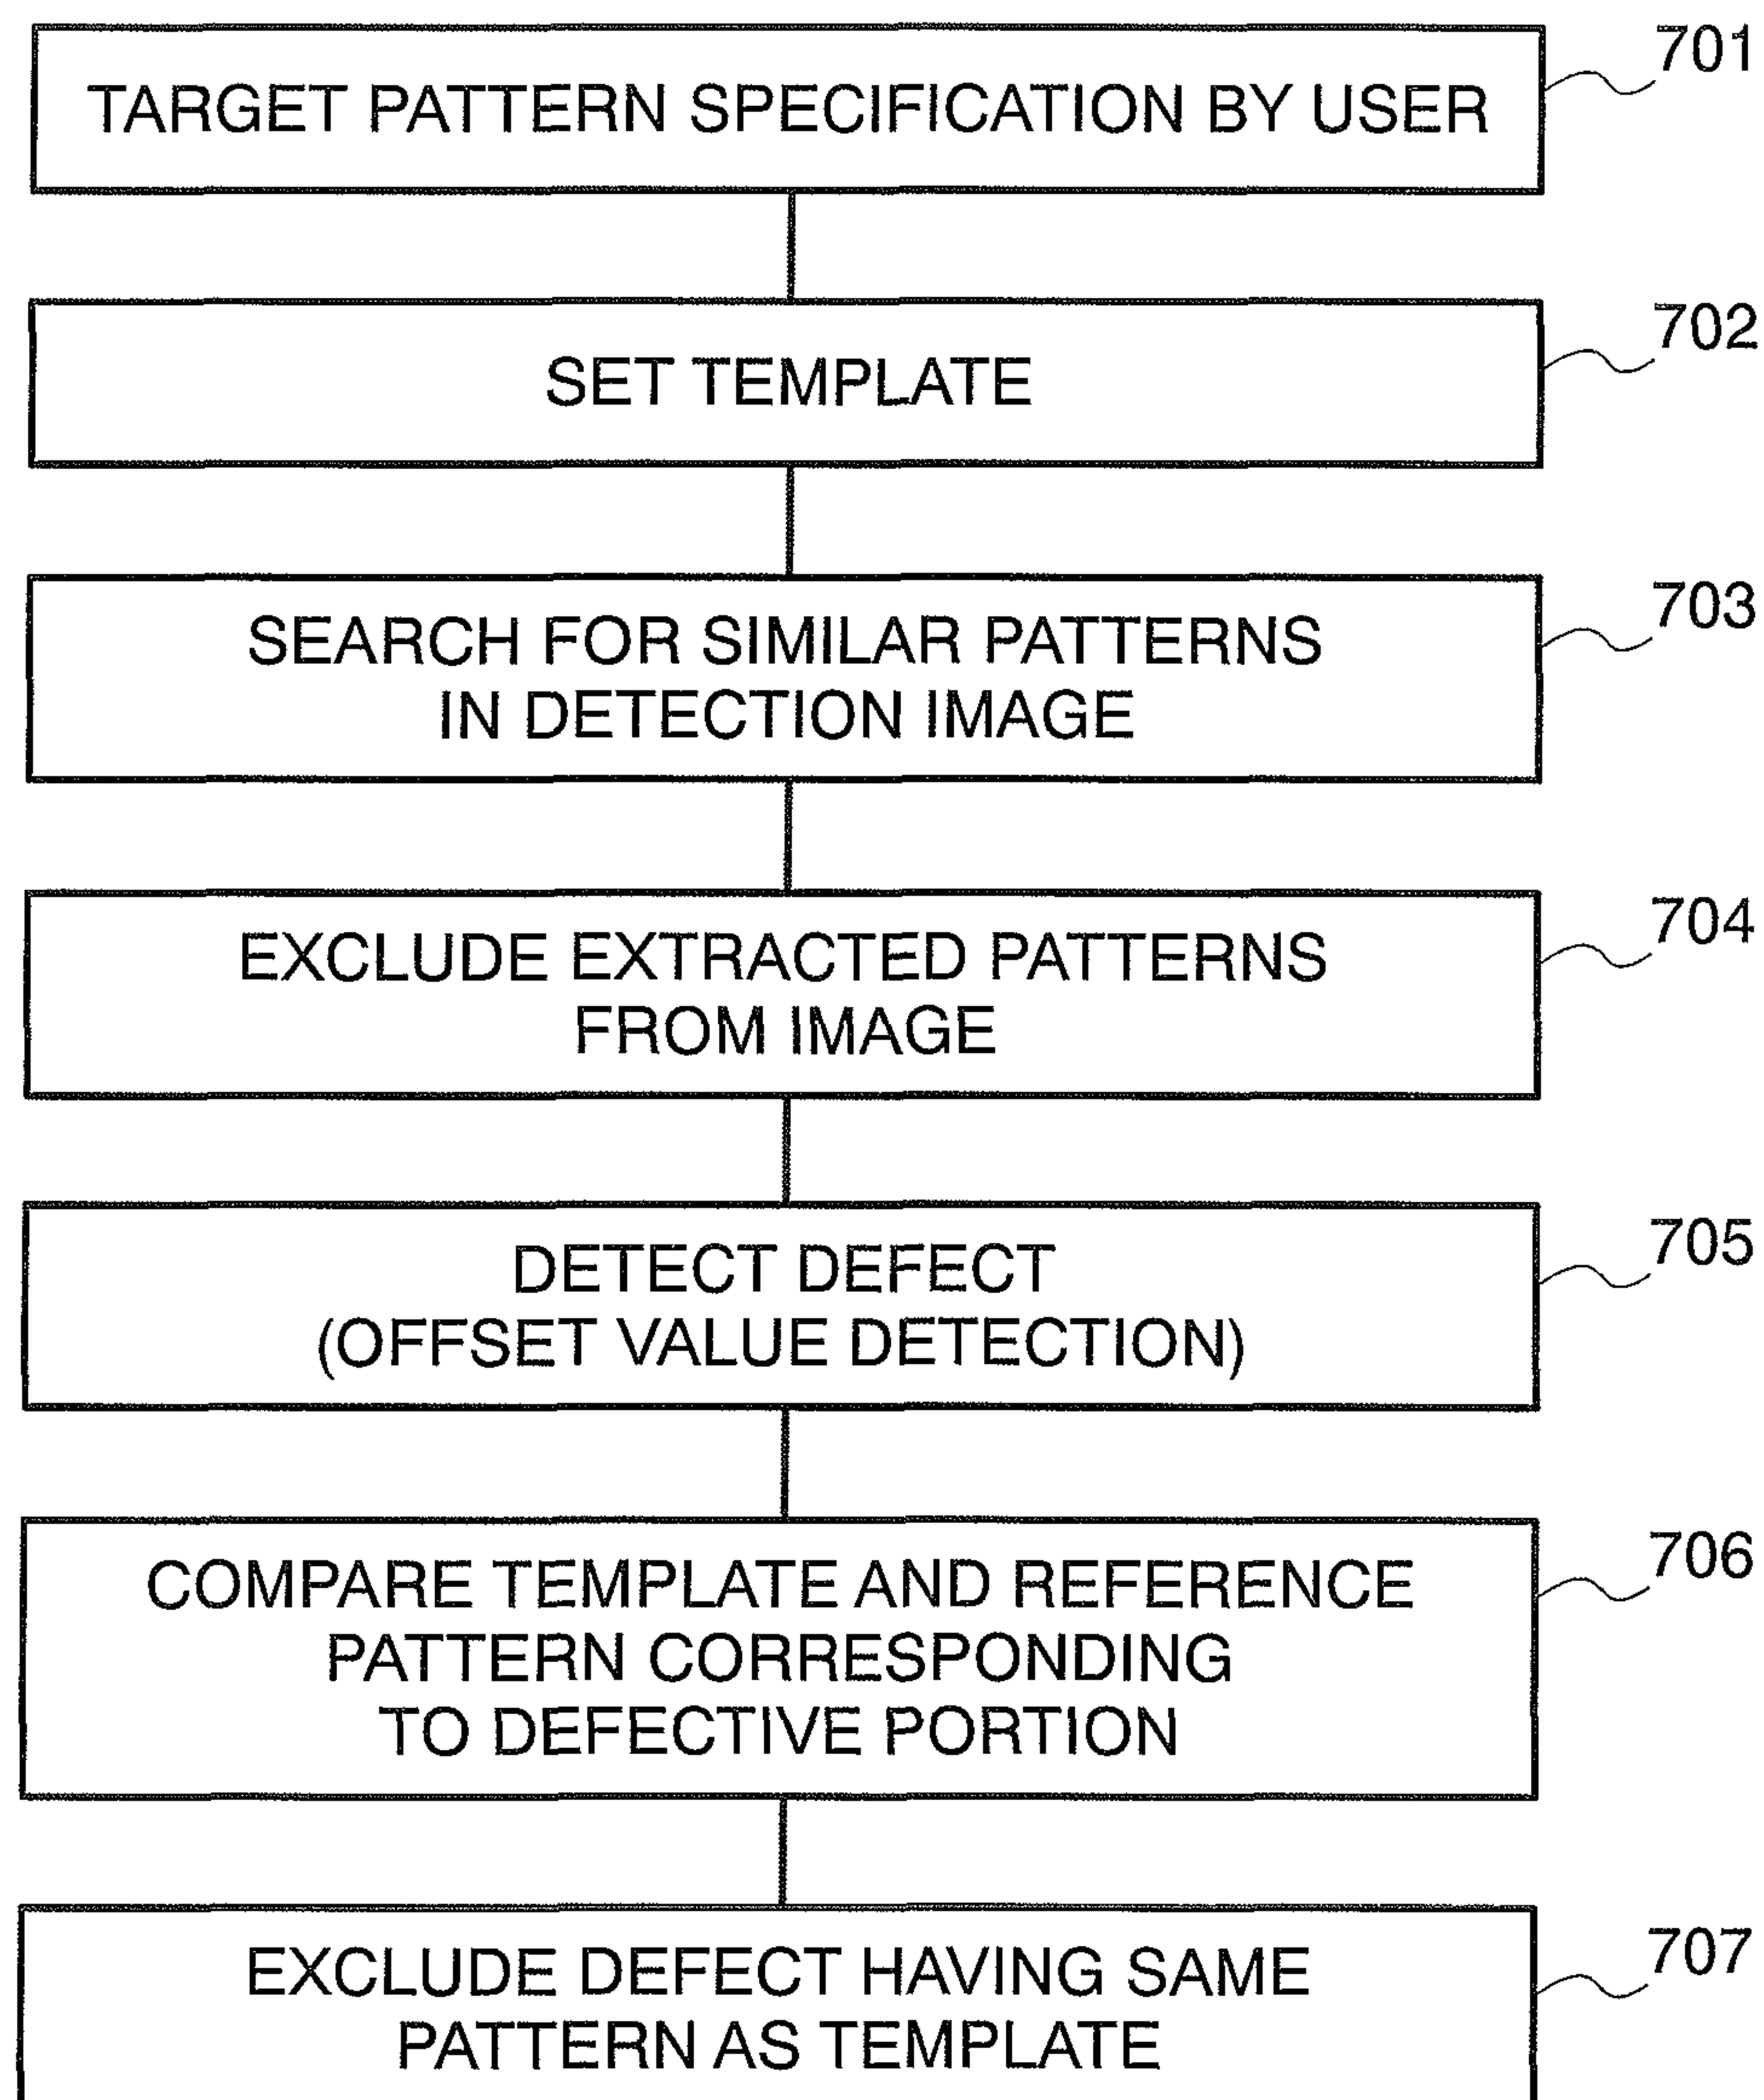 701
TARGET PATTERN SPECIFICATION BY USER
702
SET TEMPLATE
703
SEARCH FOR SIMILAR PATTERNS
IN DETECTION IMAGE
704
EXCLUDE EXTRACTED PATTERNS
FROM IMAGE
705
DETECT DEFECT
(OFFSET VALUE DETECTION)
706
COMPARE TEMPLATE AND REFERENCE
PATTERN CORRESPONDING
TO DEFECTIVE PORTION
707
EXCLUDE DEFECT HAVING SAME
PATTERN AS TEMPLATE